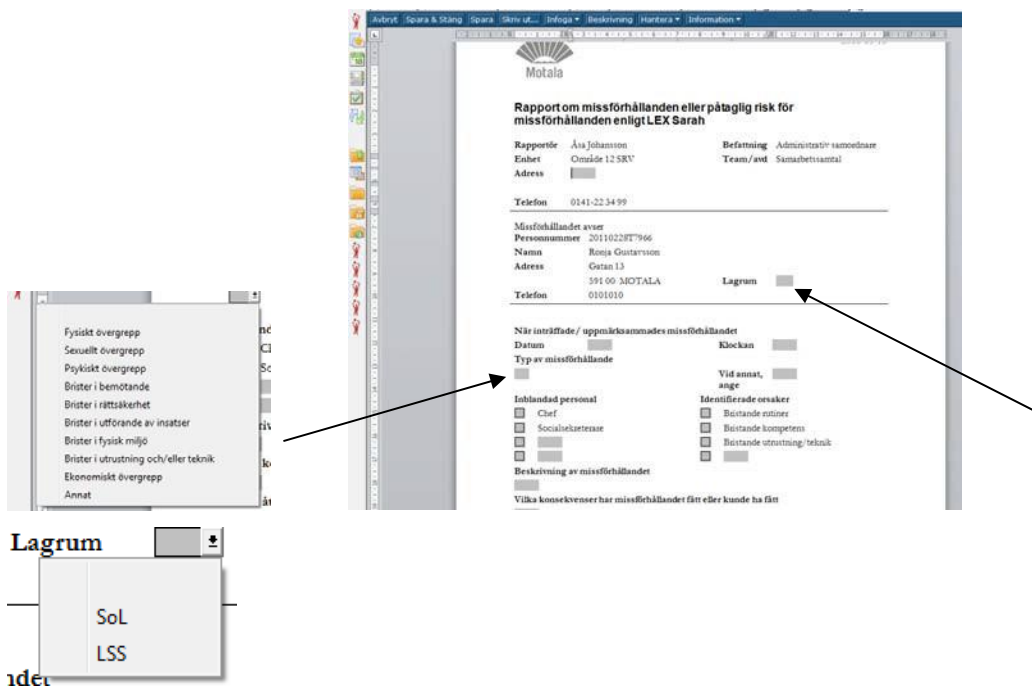 Avbryt Spara & Stäng Spara Skriv ut... Infoga Beskrivning Hantera Information
Motala
Rapport om missförhållanden eller påtaglig risk för
missförhållanden enligt LEX Sarah
Rapportör Åsa Johansson Befattning Administrativ samordnare
Enhet Område 12 SRV Team/avd Samarbetssamtal
Adress
Telefon 0141-22 34 99
Missförhållandet avser
Personnummer 20110228T7966
Namn Ronja Gustavsson
Adress Gatan 13
591 00 MOTALA Lagrum
Telefon 0101010
När inträffade/ uppmärksammades missförhållandet
Datum Klockan
Typ av missförhållande
Vid annat,
ange
Inblandad personal Identifierade orsaker
Chef Bristande rutiner
Socialsekreterare Bristande kompetens
Bristande utrustning/teknik
Beskrivning av missförhållandet
Vilka konsekvenser har missförhållandet fått eller kunde ha fått
Fysiskt övergrepp
Sexuellt övergrepp
Psykiskt övergrepp
Brister i bemötande
Brister i rättsäkerhet
Brister i utförande av insatser
Brister i fysisk miljö
Brister i utrustning och/eller teknik
Ekonomiskt övergrepp
Annat
Lagrum
SoL
LSS